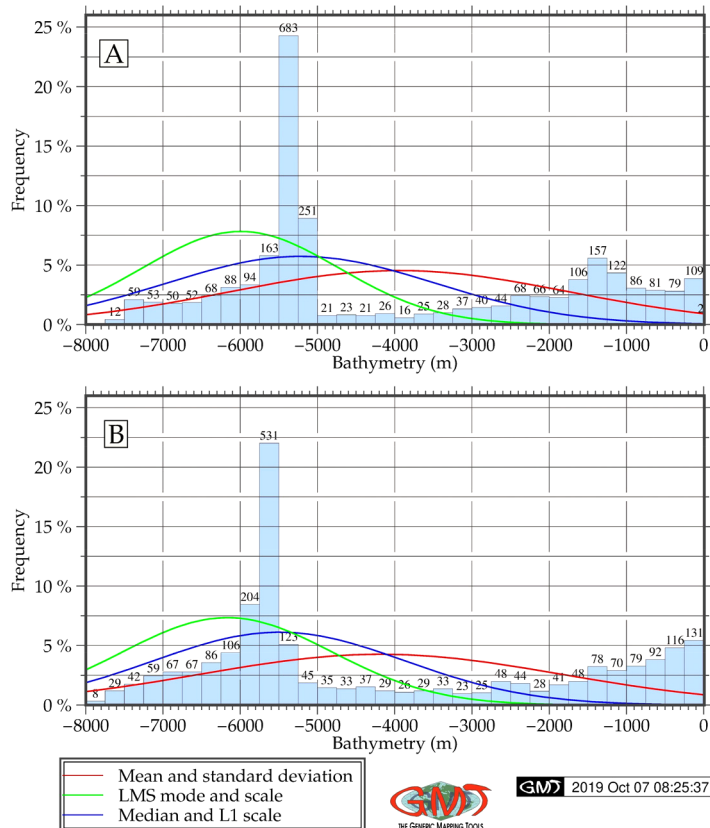 25 %
20 %
15 %
10 %
5 %
0 %
Frequency
A
12 59 53 50 52 68 88 94 163 683 251 21 23 21 26 16 25 28 37 40 44 68 66 64 106 157 122 86 81 79 109 2
−8000 −7000 −6000 −5000 −4000 −3000 −2000 −1000 0
Bathymetry (m)
25 %
20 %
15 %
10 %
5 %
0 %
Frequency
B
8 29 42 59 67 67 86 106 204 531 123 45 35 33 37 29 26 29 33 23 25 48 44 28 41 48 78 70 79 92 116 131
−8000 −7000 −6000 −5000 −4000 −3000 −2000 −1000 0
Bathymetry (m)
Mean and standard deviation
LMS mode and scale
Median and L1 scale
GMT
THE GENERIC MAPPING TOOLS
GMT 2019 Oct 07 08:25:37